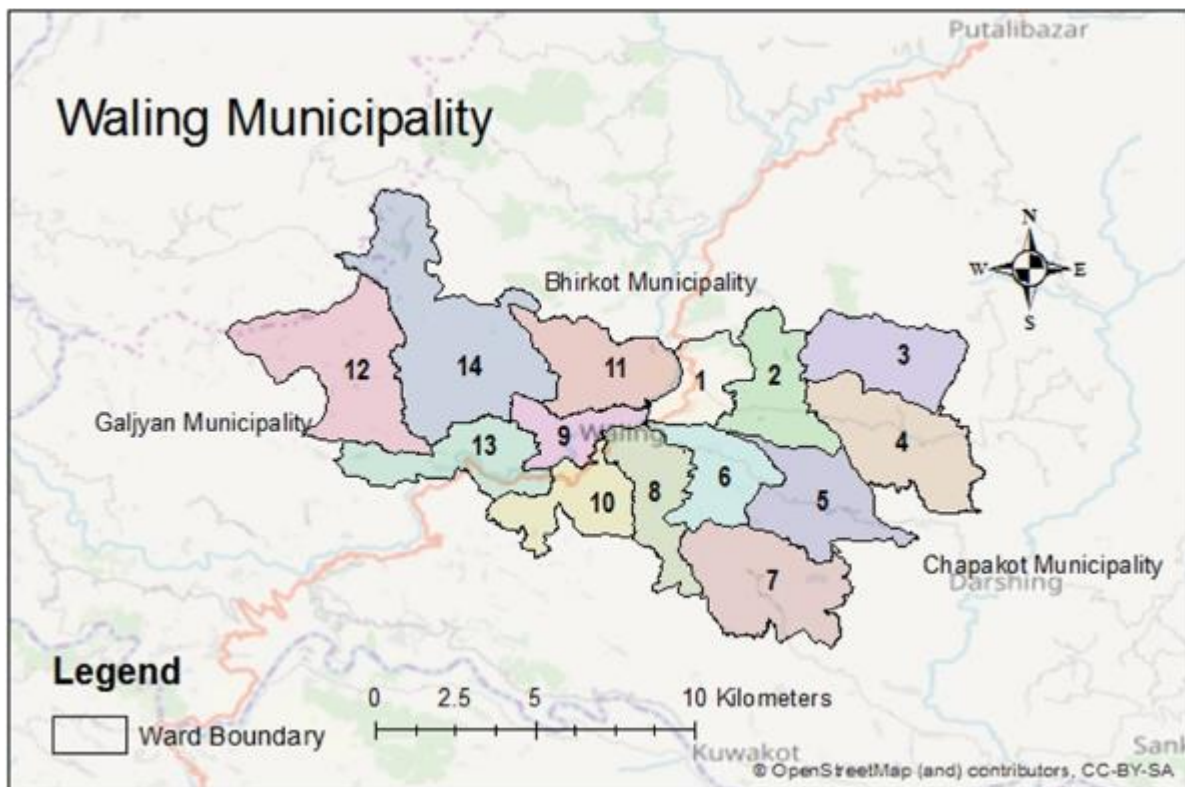 Putalibazar
Waling Municipality
N
W E
S
Bhirkot Municipality
3
1
2
11
12
14
4
Galjyan Municipality
13
9
Waling
6
8
10
5
Chapakot Municipality
7
Darshing
Legend
0 2.5 5 10 Kilometers
Ward Boundary
Kuwakot
Sank
© OpenStreetMap (and) contributors, CC-BY-SA